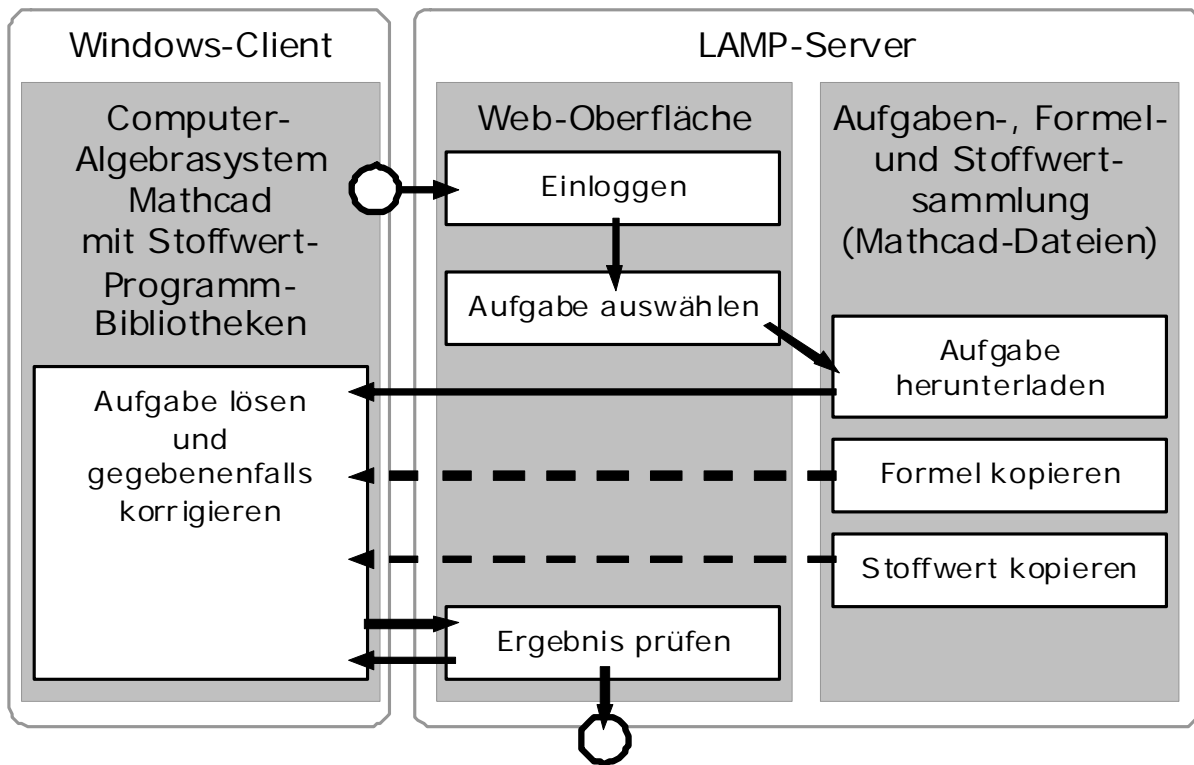 Windows-Client
Computer-
Algebrasystem
Mathcad
mit Stoffwert-
Programm-
Bibliotheken
Aufgabe lösen
und
gegebenenfalls
korrigieren
LAMP-Server
Web-Oberfläche
Einloggen
Aufgabe auswählen
Ergebnis prüfen
Aufgaben-, Formel-
und Stoffwert-
sammlung
(Mathcad-Dateien)
Aufgabe
herunterladen
Formel kopieren
Stoffwert kopieren